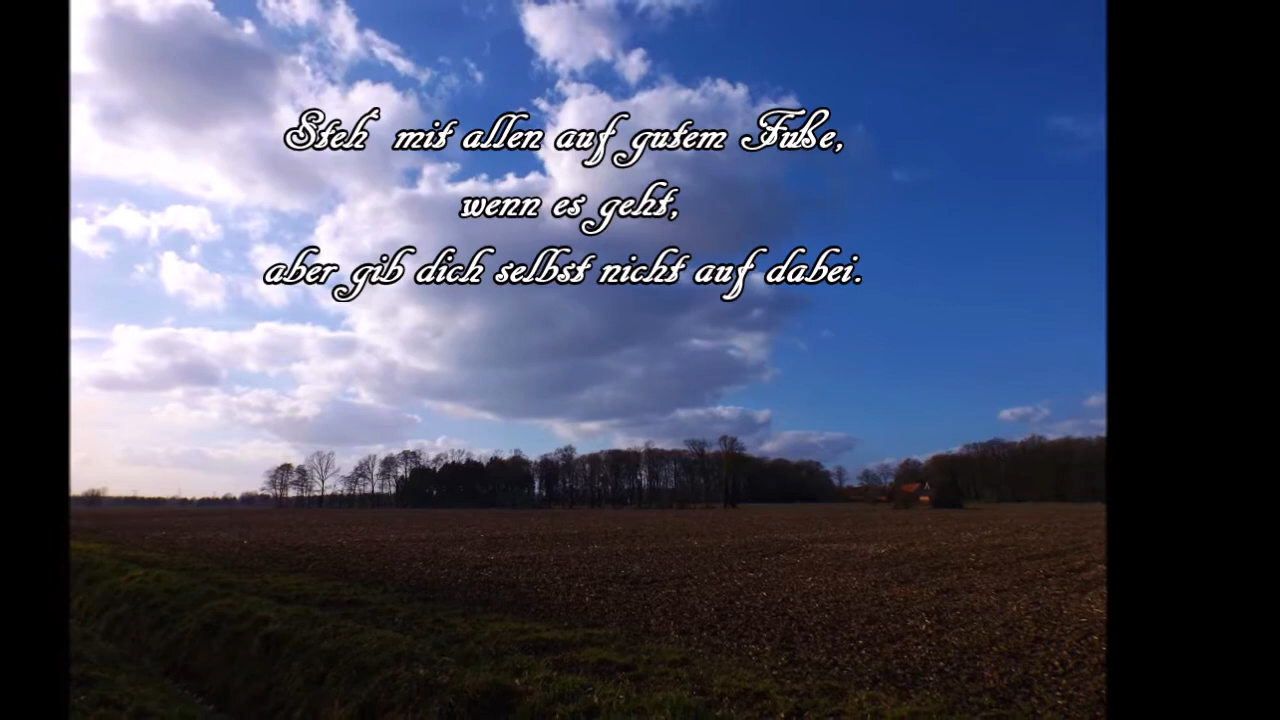 Steh´ mit allen auf gutem Fuße,
wenn es geht,
aber gib dich selbst nicht auf dabei.